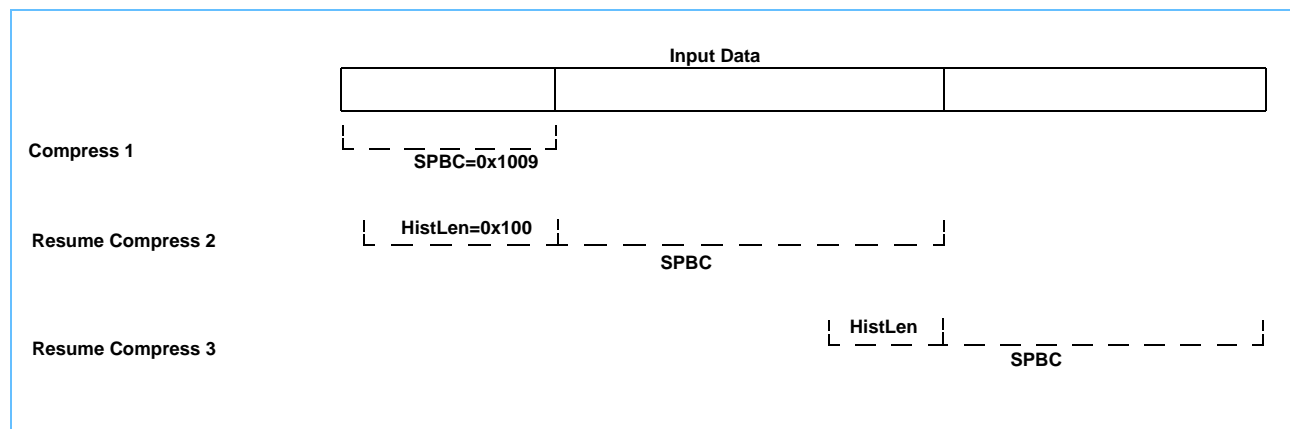 Input Data
Compress 1
SPBC=0x1009
Resume Compress 2
HistLen=0x100
SPBC
Resume Compress 3
HistLen
SPBC